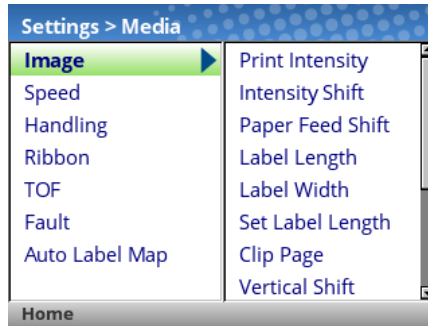 Settings > Media
Image
Speed
Handling
Ribbon
TOF
Fault
Auto Label Map
Print Intensity
Intensity Shift
Paper Feed Shift
Label Length
Label Width
Set Label Length
Clip Page
Vertical Shift
Home